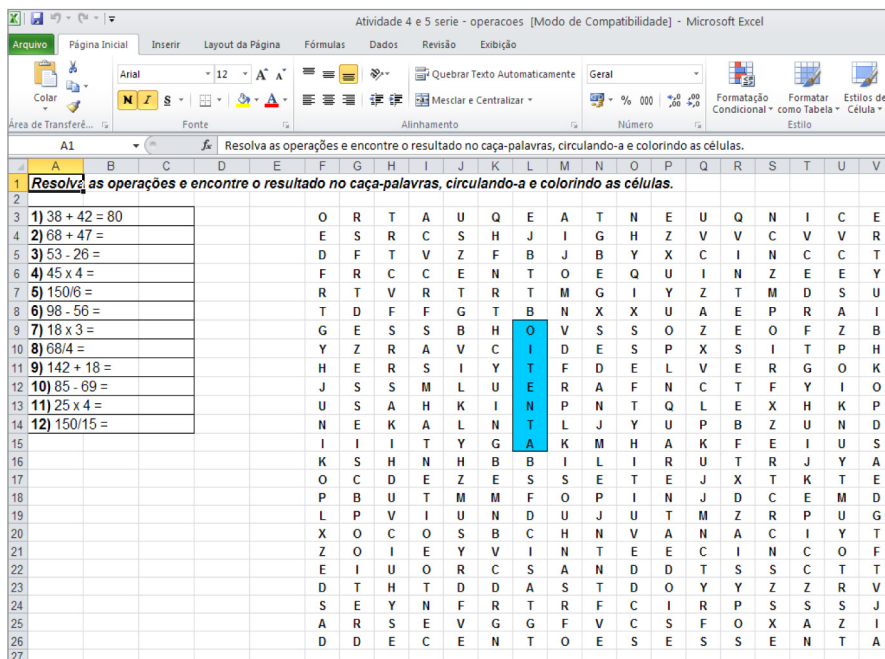 Atividade 4 e 5 serie - operacoes [Modo de Compatibilidade] - Microsoft Excel
Arquivo Página Inicial Inserir Layout da Página Fórmulas Dados Revisão Exibição
Arial 12 A A Quebrar Texto Automaticamente Geral
Colar N I S A Mesclar e Centralizar % 000 Formatação Condicional Formatar como Tabela Estilos de Célula
Área de Transferê... Fonte Alinhamento Número Estilo
A1 fx Resolva as operações e encontre o resultado no caça-palavras, circulando-a e colorindo as células.
A B C D E F G H I J K L M N O P Q R S T U V
1 Resolva as operações e encontre o resultado no caça-palavras, circulando-a e colorindo as células.
2
3 1) 38 + 42 = 80 O R T A U Q E A T N E U Q N I C E
4 2) 68 + 47 = E S R C S H J I G H Z V V C V V R
5 3) 53 - 26 = D F T V Z F B J B Y X C I N C C T
6 4) 45 x 4 = F R C C E N T O E Q U I N Z E E Y
7 5) 150/6 = R T V R T R T M G I Y Z T M D S U
8 6) 98 - 56 = T D F F G T B N X X U A E P R A I
9 7) 18 x 3 = G E S S B H O V S S O Z E O F Z B
10 8) 68/4 = Y Z R A V C I D E S P X S I T P H
11 9) 142 + 18 = H E R S I Y T F D E L V E R G O K
12 10) 85 - 69 = J S S M L U E R A F N C T F Y I O
13 11) 25 x 4 = U S A H K I N P N T Q L E X H K P
14 12) 150/15 = N E K A L N T L J Y U P B Z U N D
15 I I I T Y G A K M H A K F E I U S
16 K S H N H B B I L I R U T R J Y A
17 O C D E Z E S S E T E J X T K T E
18 P B U T M M F O P I N J D C E M D
19 L P V I U N D U J U T M Z R P U G
20 X O C O S B C H N V A N A C I Y T
21 Z O I E Y V I N T E E C I N C O F
22 E I U O R C S A N D D T S S C T T
23 D T H T D D A S T D O Y Y Z Z R V
24 S E Y N F R T R F C I R P S S S J
25 A R S E V G G F V C S F O X A Z I
26 D D E C E N T O E S E S S E N T A
27